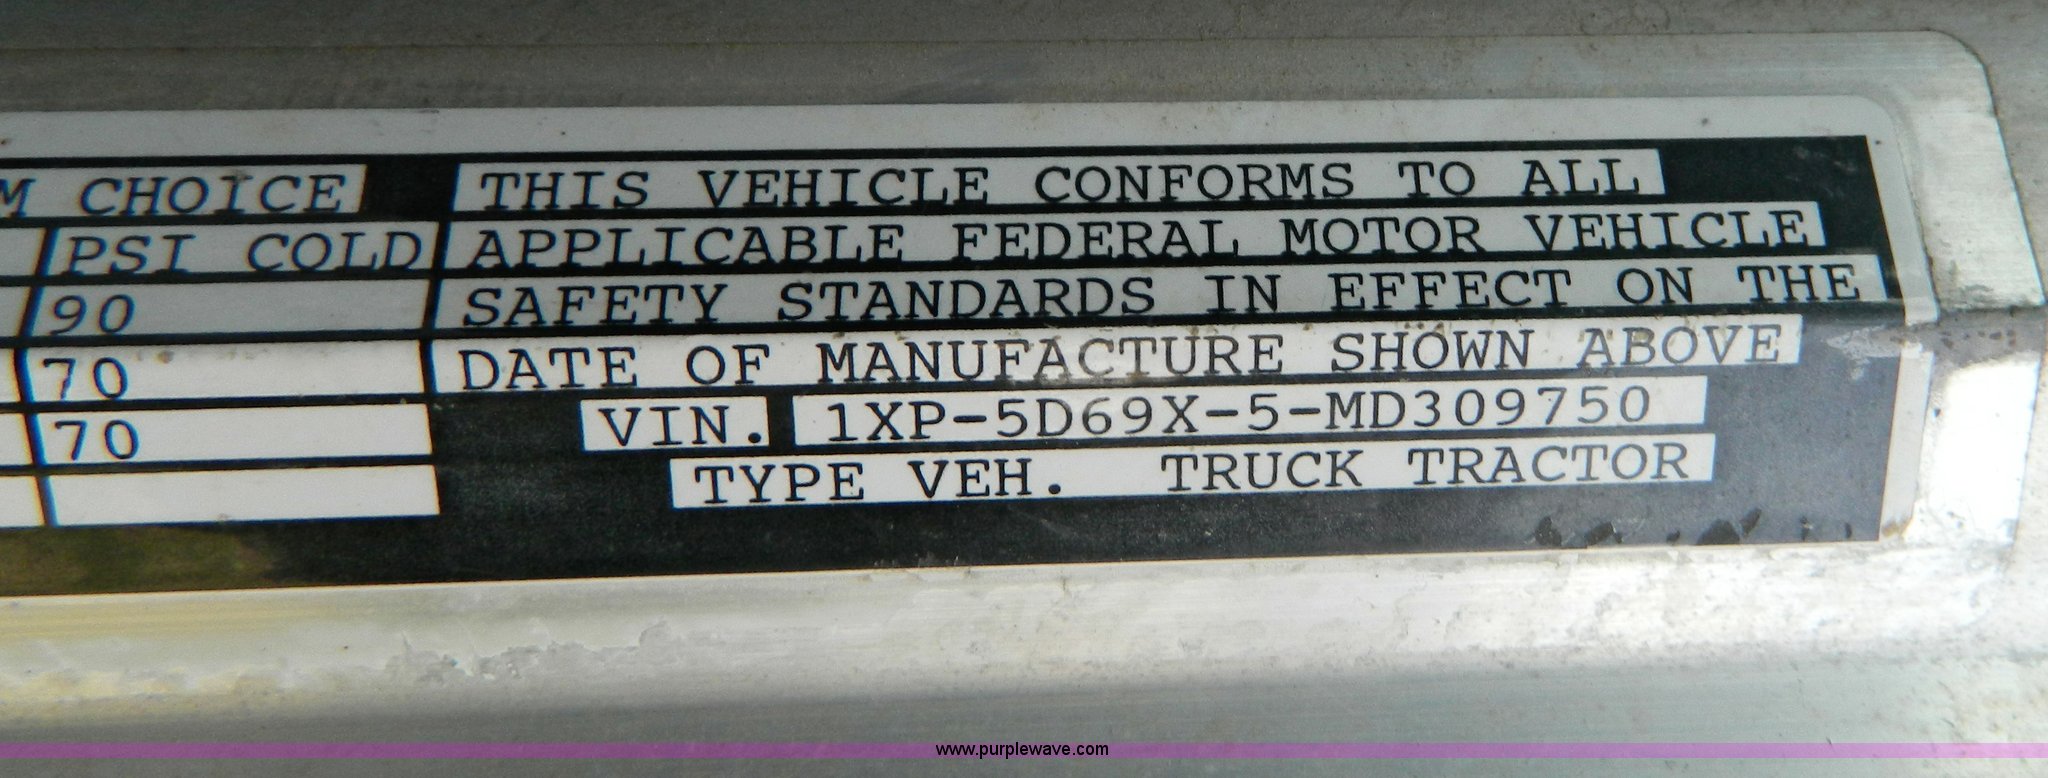 M CHOICE THIS VEHICLE CONFORMS TO ALL
PSI COLD APPLICABLE FEDERAL MOTOR VEHICLE
90 SAFETY STANDARDS IN EFFECT ON THE
70 DATE OF MANUFACTURE SHOWN ABOVE
70 VIN. 1XP-5D69X-5-MD309750
TYPE VEH. TRUCK TRACTOR
www.purplewave.com